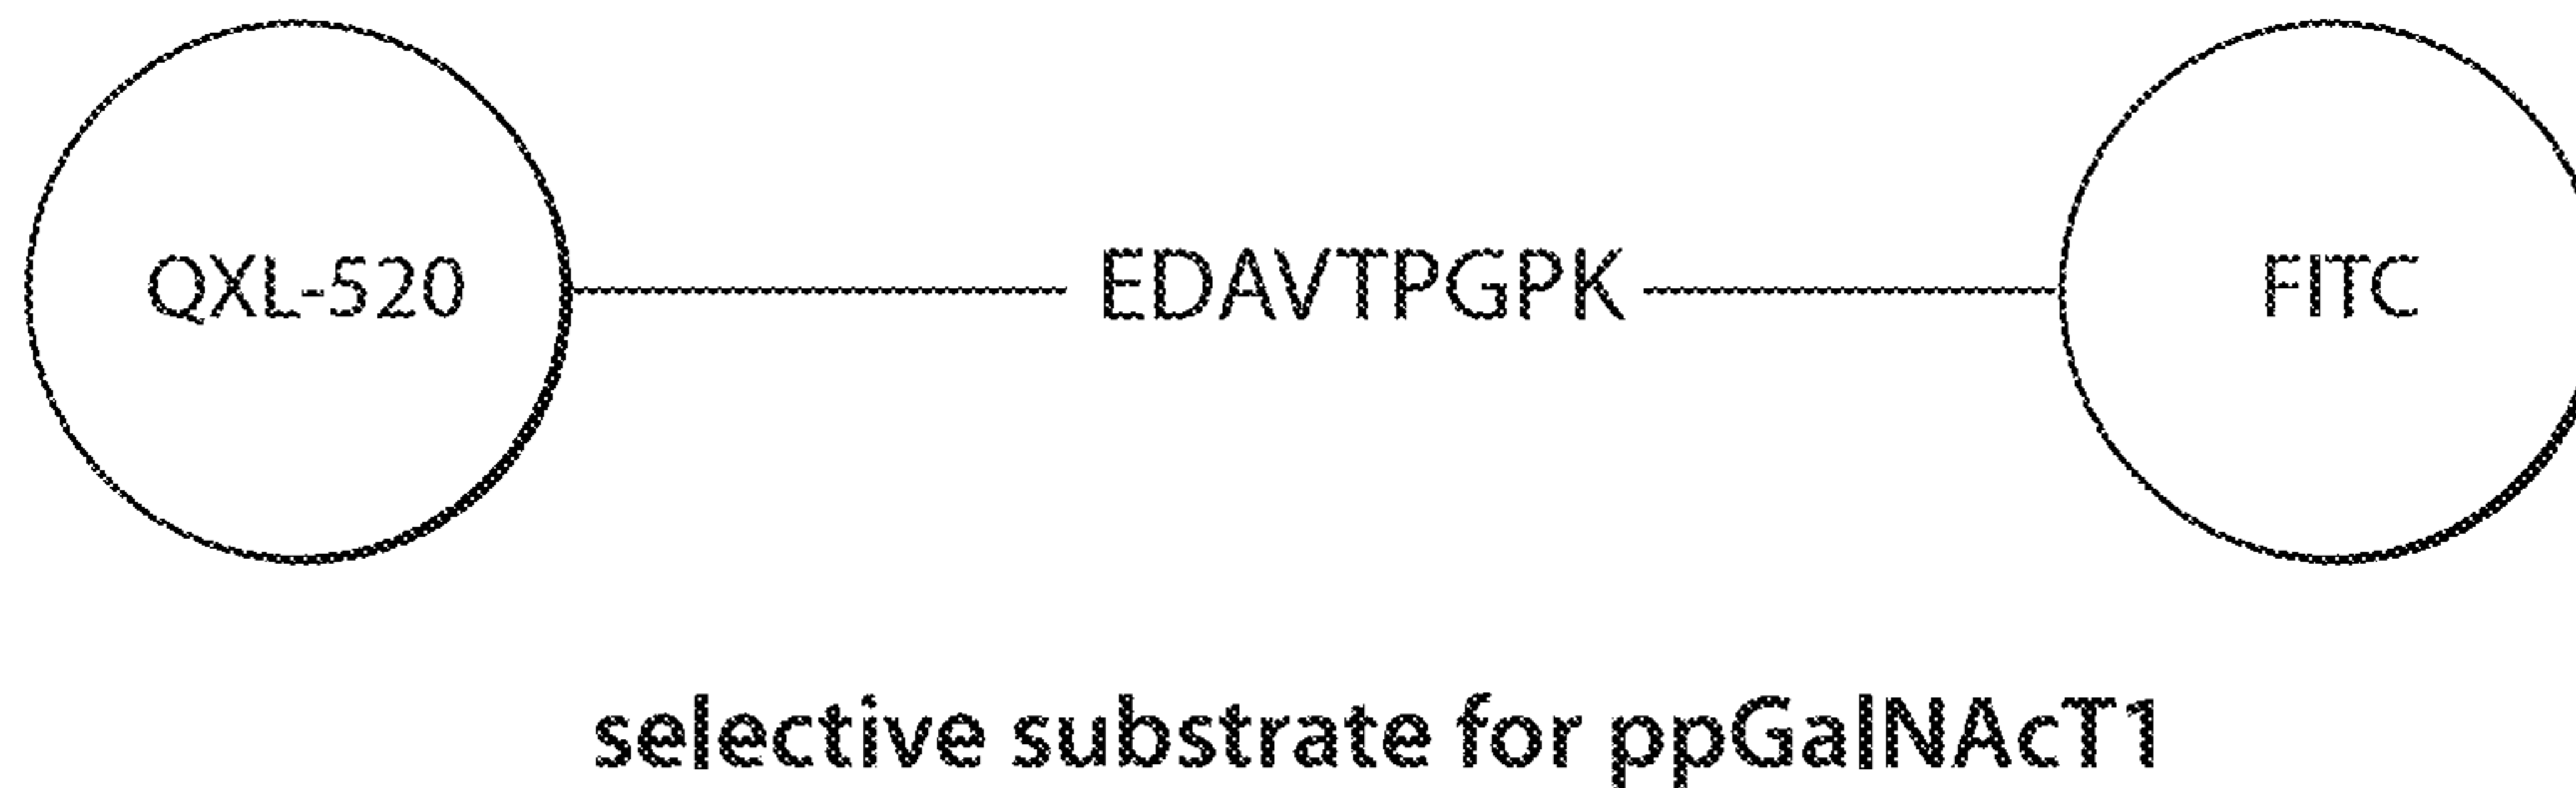 QXL-520 EDAVTPGPK FITC
selective substrate for ppGalNAcT1